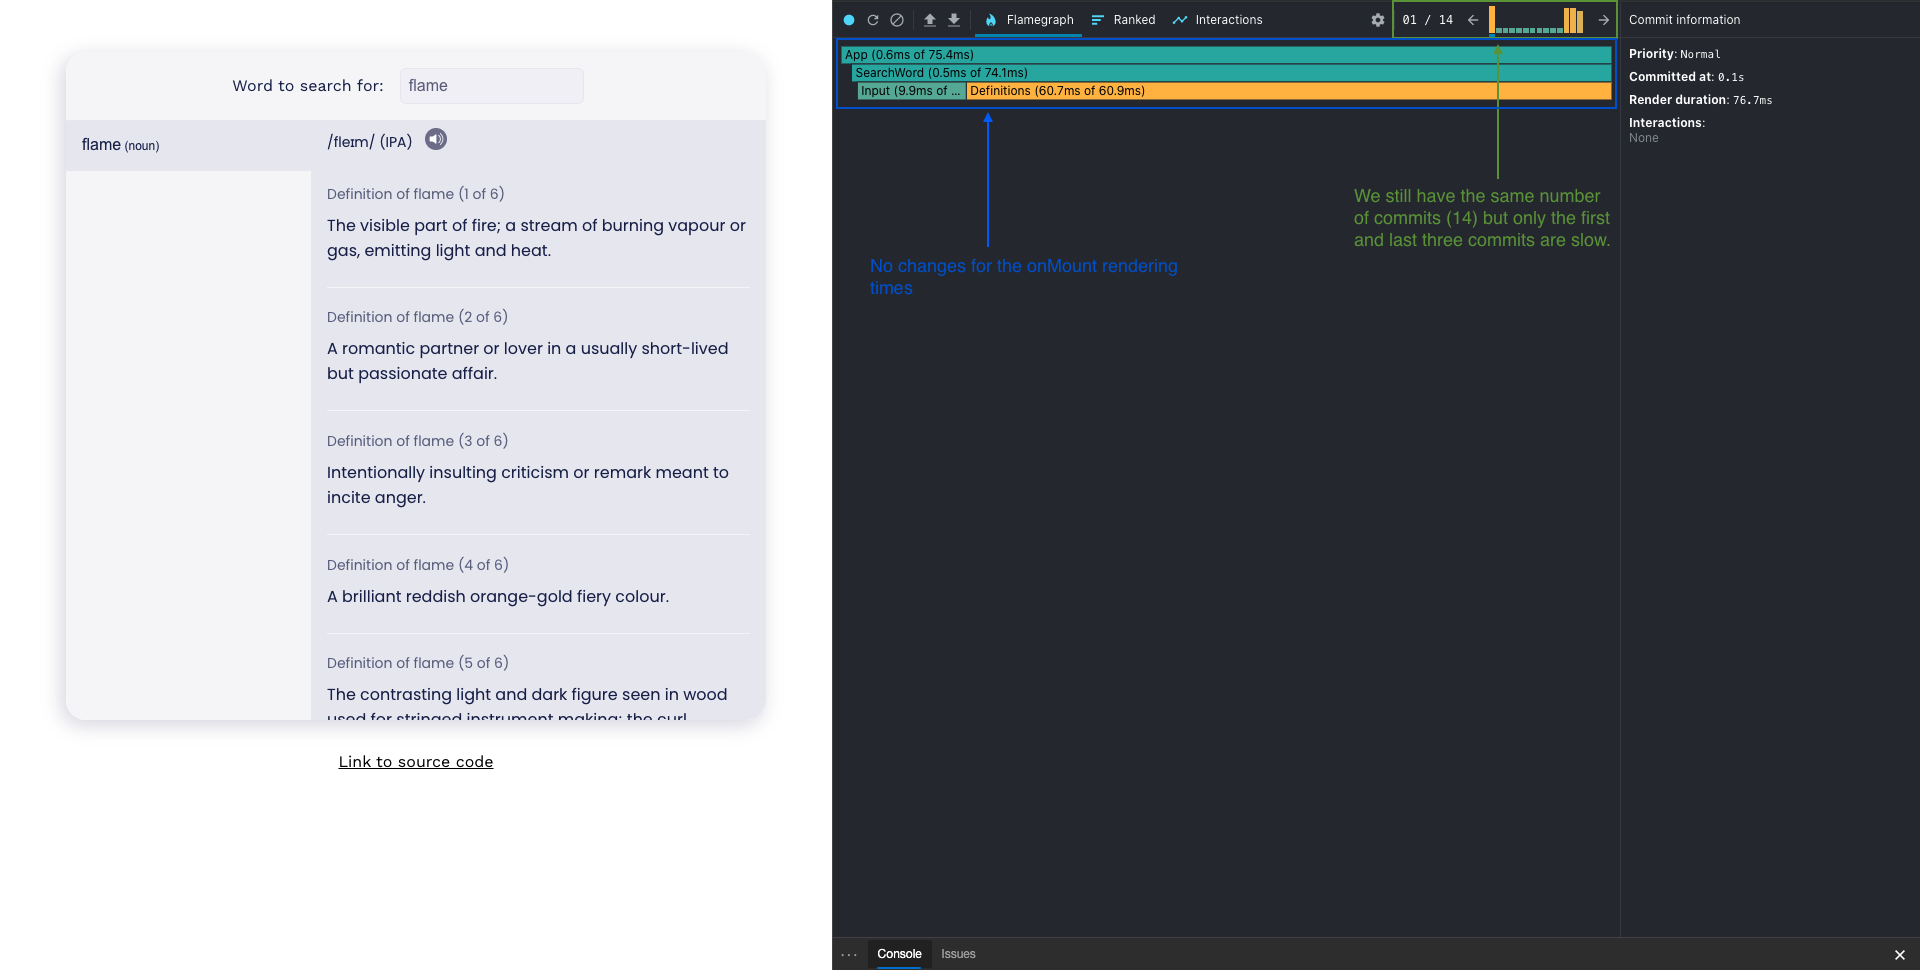 Word to search for: flame
flame (noun)
/fleɪm/ (IPA)
Definition of flame (1 of 6)
The visible part of fire; a stream of burning vapour or
gas, emitting light and heat.
Definition of flame (2 of 6)
A romantic partner or lover in a usually short-lived
but passionate affair.
Definition of flame (3 of 6)
Intentionally insulting criticism or remark meant to
incite anger.
Definition of flame (4 of 6)
A brilliant reddish orange-gold fiery colour.
Definition of flame (5 of 6)
The contrasting light and dark figure seen in wood
used for stringed instrument making; the curl.
Link to source code
Flamegraph Ranked Interactions 01 / 14
App (0.6ms of 75.4ms)
SearchWord (0.5ms of 74.1ms)
Input (9.9ms of ... Definitions (60.7ms of 60.9ms)
We still have the same number
of commits (14) but only the first
and last three commits are slow.
No changes for the onMount rendering
times
Commit information
Priority: Normal
Committed at: 0.1s
Render duration: 76.7ms
Interactions:
None
... Console Issues